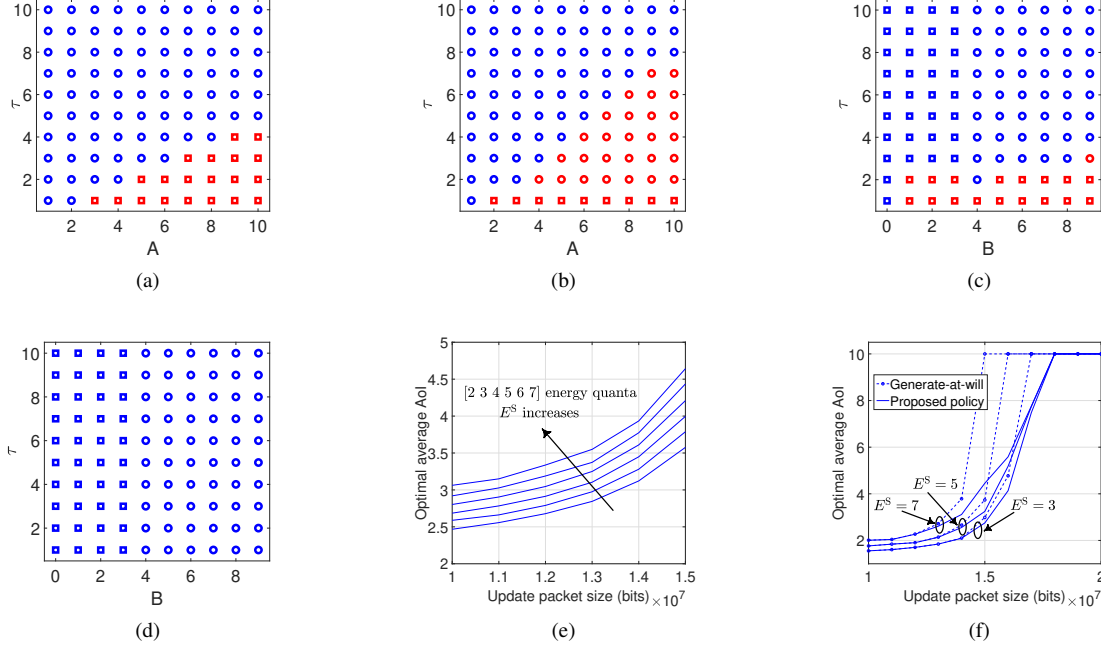 10
8
6
4
2
τ
2 4 6 8 10
A
(a)
10
8
6
4
2
τ
2 4 6 8 10
A
(b)
10
8
6
4
2
τ
0 2 4 6 8
B
(c)
10
8
6
4
2
τ
0 2 4 6 8
B
(d)
5
4.5
4
3.5
3
2.5
2
Optimal average AoI
[2 3 4 5 6 7] energy quanta
E^S increases
1 1.1 1.2 1.3 1.4 1.5
Update packet size (bits) ×10^7
(e)
10
8
6
4
2
Optimal average AoI
Generate-at-will
Proposed policy
E^S = 5
E^S = 7
E^S = 3
1 1.5 2
Update packet size (bits) ×10^7
(f)